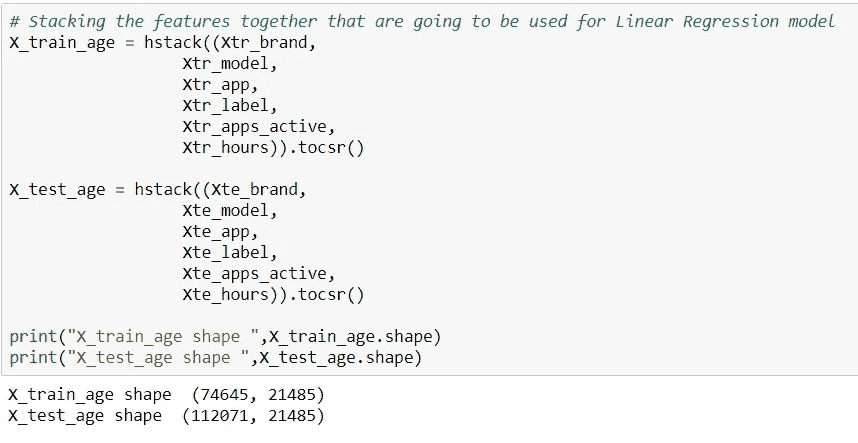 # Stacking the features together that are going to be used for Linear Regression model
X_train_age = hstack((Xtr_brand,
Xtr_model,
Xtr_app,
Xtr_label,
Xtr_apps_active,
Xtr_hours)).tocsr()
X_test_age = hstack((Xte_brand,
Xte_model,
Xte_app,
Xte_label,
Xte_apps_active,
Xte_hours)).tocsr()
print("X_train_age shape ",X_train_age.shape)
print("X_test_age shape ",X_test_age.shape)
X_train_age shape  (74645, 21485)
X_test_age shape  (112071, 21485)